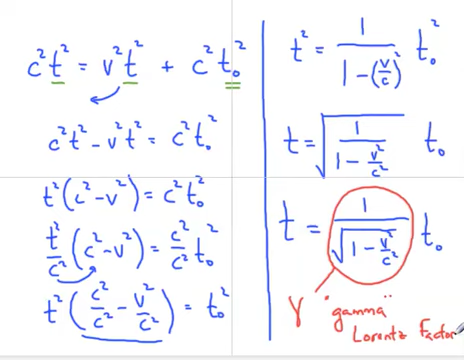 c²t² = v²t² + c²t₀²
c²t² - v²t² = c²t₀²
t²(c² - v²) = c²t₀²
t²/c² (c² - v²) = c²/c² t₀²
t²(c²/c² - v²/c²) = t₀²
t² = 1/(1 - (v/c)²) t₀²
t = √(1/(1 - v²/c²)) t₀
t = 1/√(1 - v²/c²) t₀
γ "gamma"
Lorentz Factor